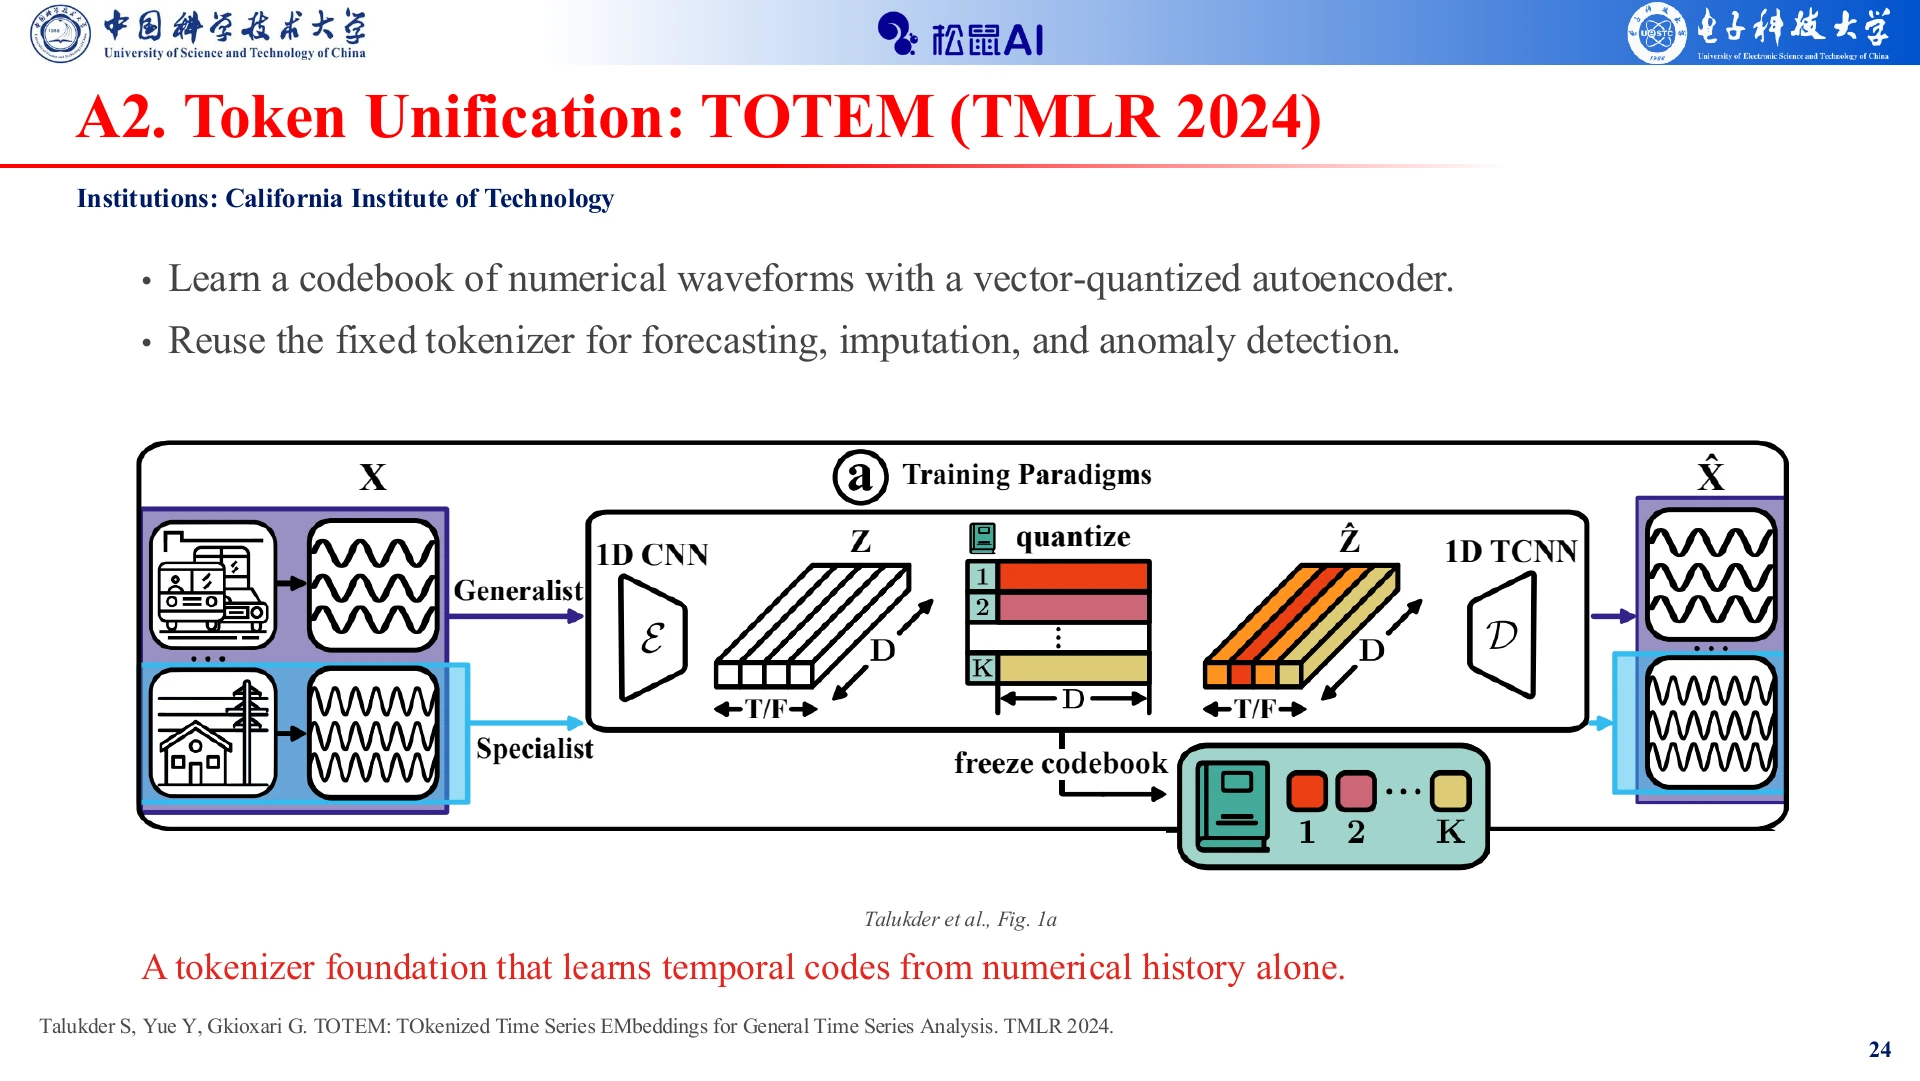 中国科学技术大学
University of Science and Technology of China
松鼠AI
电子科技大学
University of Electronic Science and Technology of China
1986
A2. Token Unification: TOTEM (TMLR 2024)
Institutions: California Institute of Technology
• Learn a codebook of numerical waveforms with a vector-quantized autoencoder.
• Reuse the fixed tokenizer for forecasting, imputation, and anomaly detection.
X
a Training Paradigms
X̂
1D CNN
Z
quantize
Ẑ
1D TCNN
Generalist
1
2
⋮
K
ℰ
D
D
D
𝒟
T/F
T/F
...
...
Specialist
freeze codebook
1 2 ... K
Talukder et al., Fig. 1a
A tokenizer foundation that learns temporal codes from numerical history alone.
Talukder S, Yue Y, Gkioxari G. TOTEM: TOkenized Time Series EMbeddings for General Time Series Analysis. TMLR 2024.
24